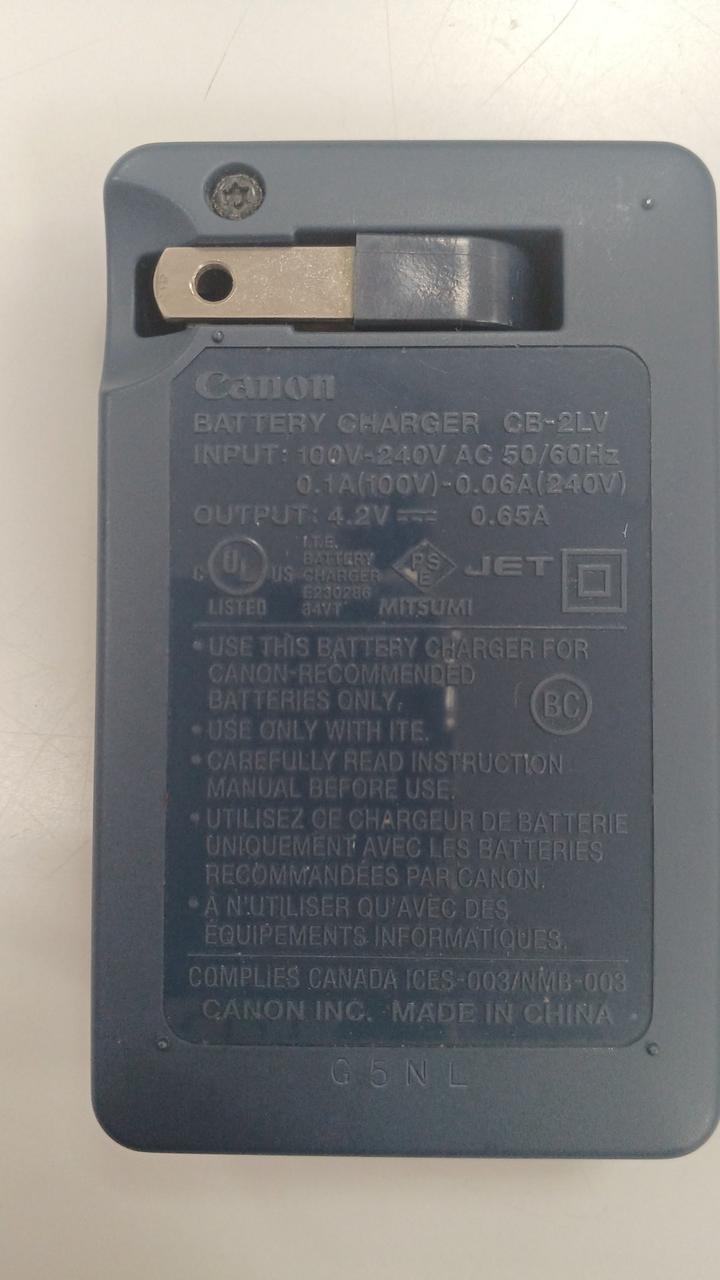 Canon
BATTERY CHARGER CB-2LV
INPUT: 100V-240V AC 50/60Hz
0.1A(100V)-0.06A(240V)
OUTPUT: 4.2V⎓ 0.65A
C UL US LISTED
I.T.E.
BATTERY
CHARGER
E230286
34VT
PS
E
JET
MITSUMI
• USE THIS BATTERY CHARGER FOR
CANON-RECOMMENDED
BATTERIES ONLY.
BC
• USE ONLY WITH ITE.
• CAREFULLY READ INSTRUCTION
MANUAL BEFORE USE.
• UTILISEZ CE CHARGEUR DE BATTERIE
UNIQUEMENT AVEC LES BATTERIES
RECOMMANDÉES PAR CANON.
• À N'UTILISER QU'AVEC DES
ÉQUIPEMENTS INFORMATIQUES.
COMPLIES CANADA ICES-003/NMB-003
CANON INC. MADE IN CHINA
G5NL